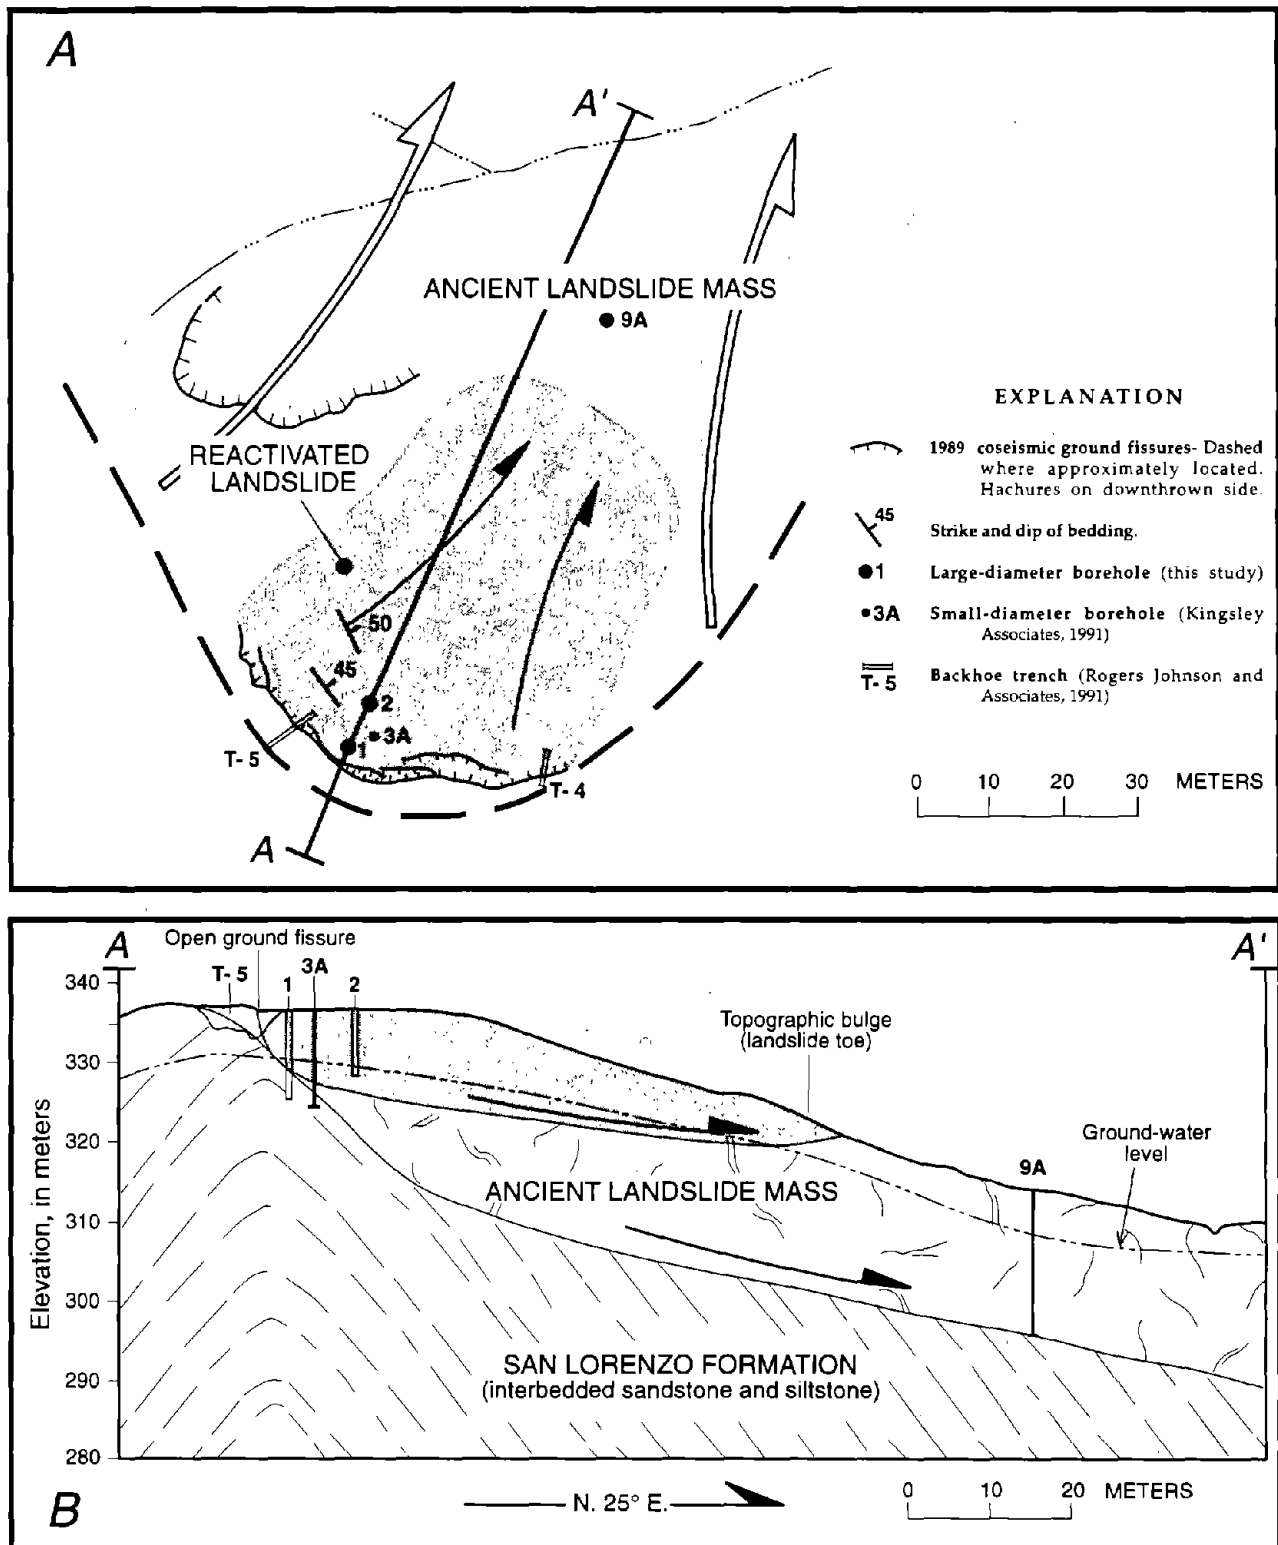 A
A'
ANCIENT LANDSLIDE MASS
9A
REACTIVATED
LANDSLIDE
50
45
2
3A
1
T-5
T-4
A
EXPLANATION
1989 coseismic ground fissures- Dashed
where approximately located.
Hachures on downthrown side.
45
Strike and dip of bedding.
1
Large-diameter borehole (this study)
3A
Small-diameter borehole (Kingsley
Associates, 1991)
T-5
Backhoe trench (Rogers Johnson and
Associates, 1991)
0 10 20 30 METERS
A
Open ground fissure
A'
T-5
1
3A
2
Topographic bulge
(landslide toe)
Ground-water
level
9A
ANCIENT LANDSLIDE MASS
SAN LORENZO FORMATION
(interbedded sandstone and siltstone)
Elevation, in meters
340
330
320
310
300
290
280
B
N. 25° E.
0 10 20 METERS